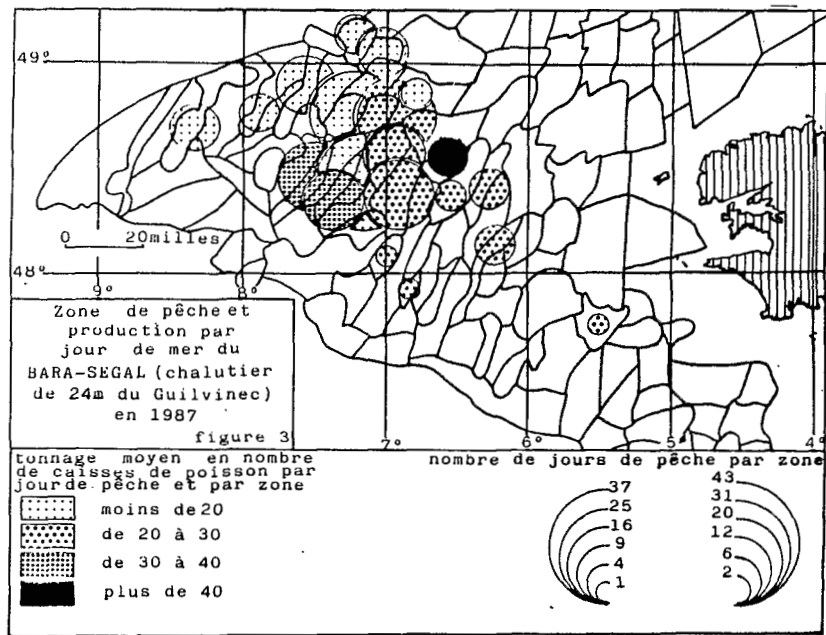 49°
0 20milles
48°
9°
8°
Zone de pêche et
production par
jour de mer du
BARA-SEGAL (chalutier
de 24m du Guilvinec)
en 1987
figure 3
7°
6°
5°
4°
tonnage moyen en nombre
de caisses de poisson par
jour de pêche et par zone
moins de 20
de 20 à 30
de 30 à 40
plus de 40
nombre de jours de pêche par zone
37
25
16
9
4
1
43
31
20
12
6
2